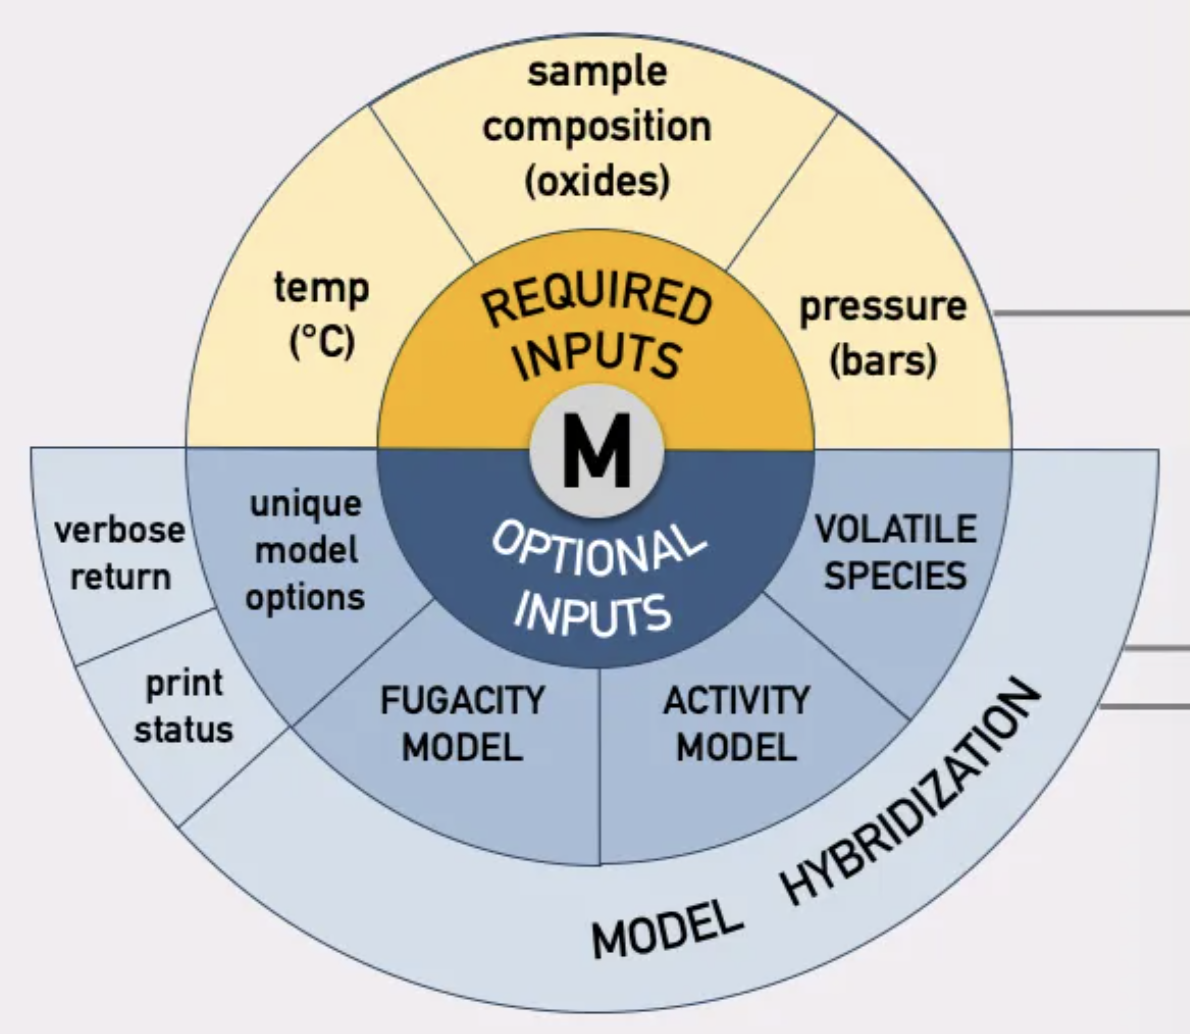 sample
composition
(oxides)
temp
(°C)
pressure
(bars)
REQUIRED
INPUTS
M
OPTIONAL
INPUTS
verbose
return
unique
model
options
VOLATILE
SPECIES
print
status
FUGACITY
MODEL
ACTIVITY
MODEL
MODEL HYBRIDIZATION